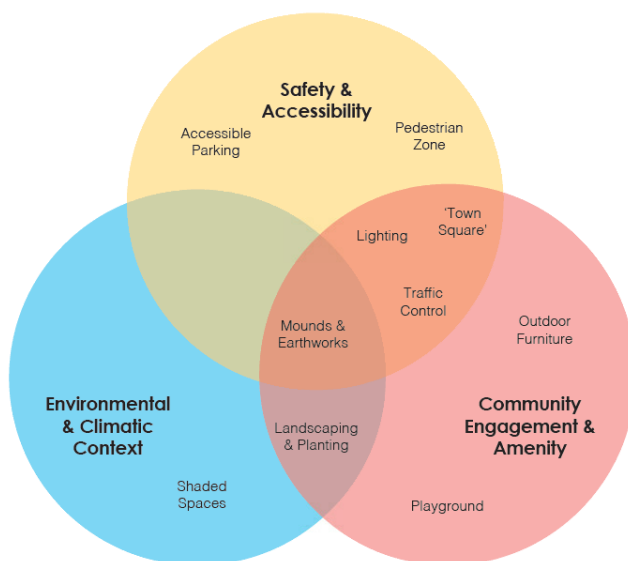 Safety &
Accessibility
Accessible
Parking
Pedestrian
Zone
Lighting
‘Town
Square’
Traffic
Control
Mounds &
Earthworks
Outdoor
Furniture
Environmental
& Climatic
Context
Landscaping
& Planting
Community
Engagement &
Amenity
Shaded
Spaces
Playground